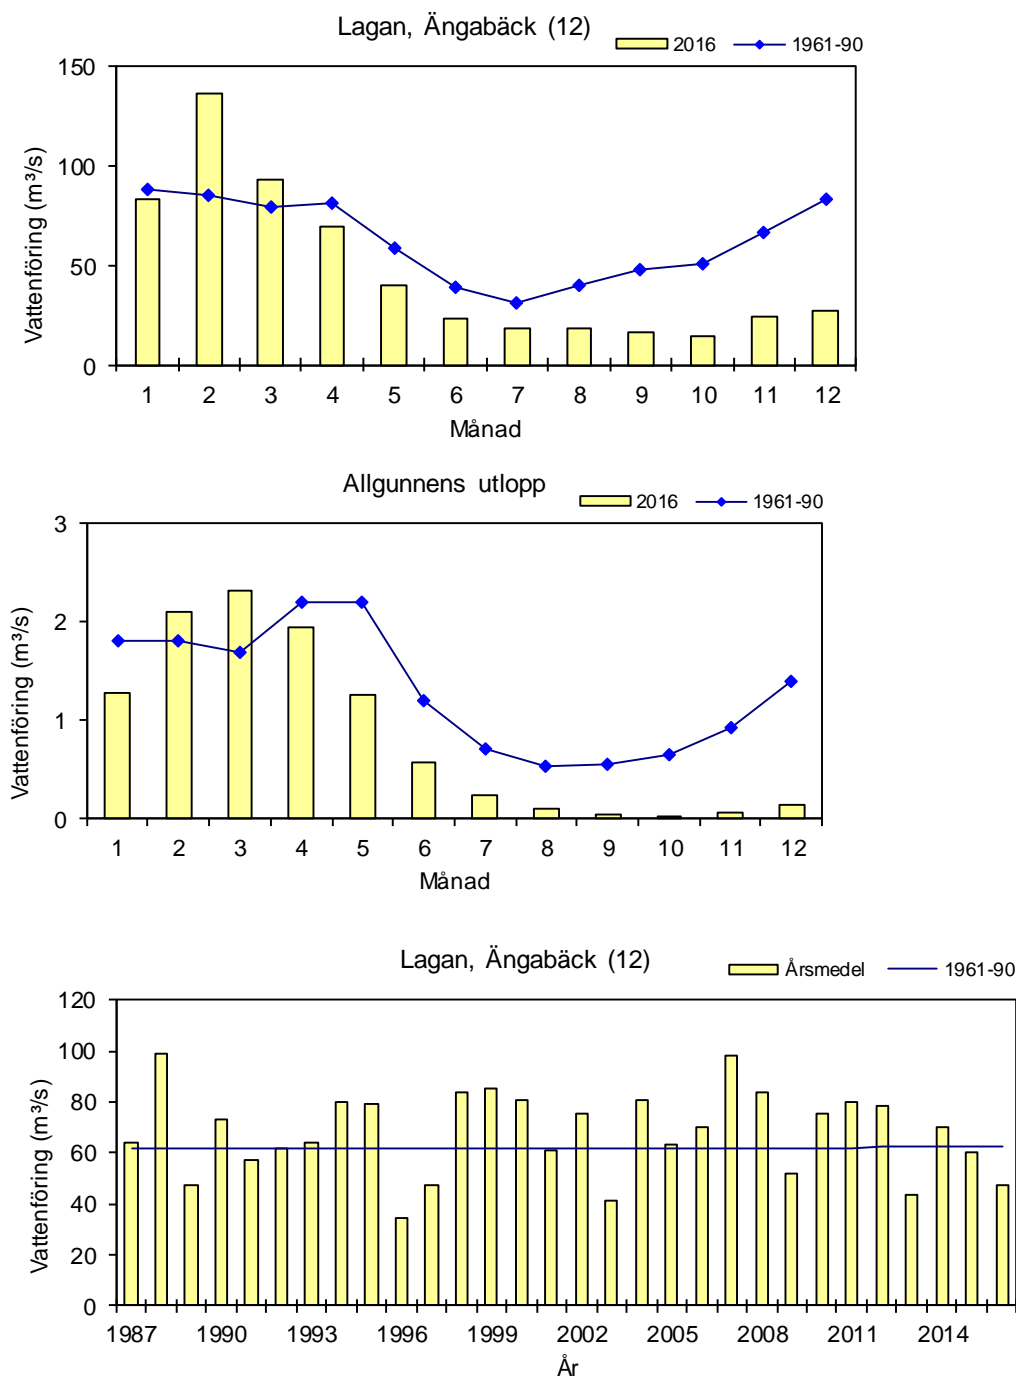 Lagan, Ängabäck (12)
2016 1961-90
Vattenföring (m³/s)
150
100
50
0
1 2 3 4 5 6 7 8 9 10 11 12
Månad
Allgunnens utlopp
2016 1961-90
Vattenföring (m³/s)
3
2
1
0
1 2 3 4 5 6 7 8 9 10 11 12
Månad
Lagan, Ängabäck (12)
Årsmedel 1961-90
Vattenföring (m³/s)
120
100
80
60
40
20
0
1987 1990 1993 1996 1999 2002 2005 2008 2011 2014
År